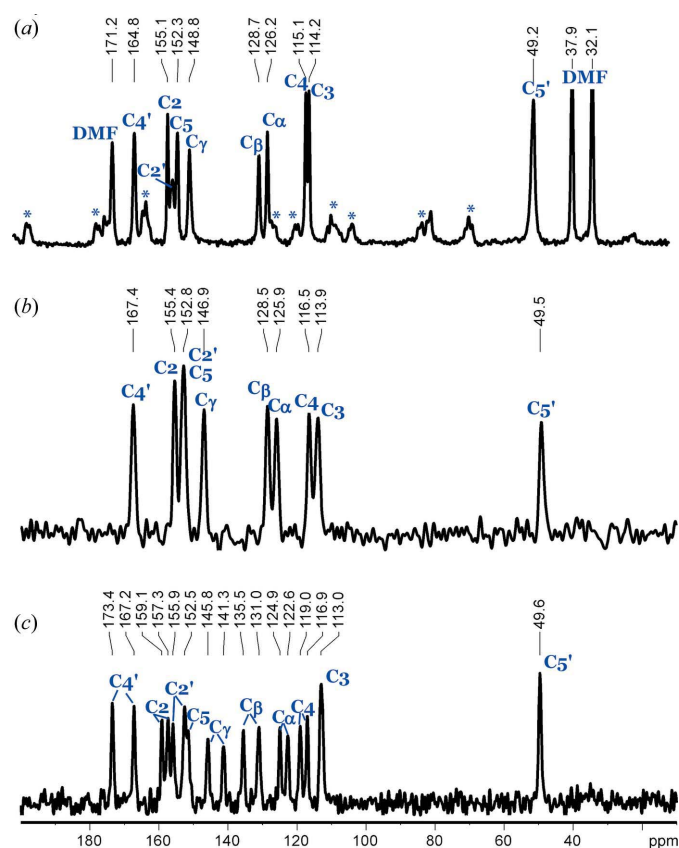 (a)
171.2 164.8 155.1 152.3 148.8 128.7 126.2 115.1 114.2 49.2 37.9 32.1
DMF C4' C2 C5 C2' Cγ Cβ Cα C4 C3 C5' DMF
* * * * * * * * *
(b)
167.4 155.4 152.8 146.9 128.5 125.9 116.5 113.9 49.5
C4' C2 C2' C5 Cγ Cβ Cα C4 C3 C5'
(c)
173.4 167.2 159.1 157.3 155.9 152.5 145.8 141.3 135.5 131.0 124.9 122.6 119.0 116.9 113.0 49.6
C4' C2 C2' C5 Cγ Cβ Cα C4 C3 C5'
180 160 140 120 100 80 60 40 ppm